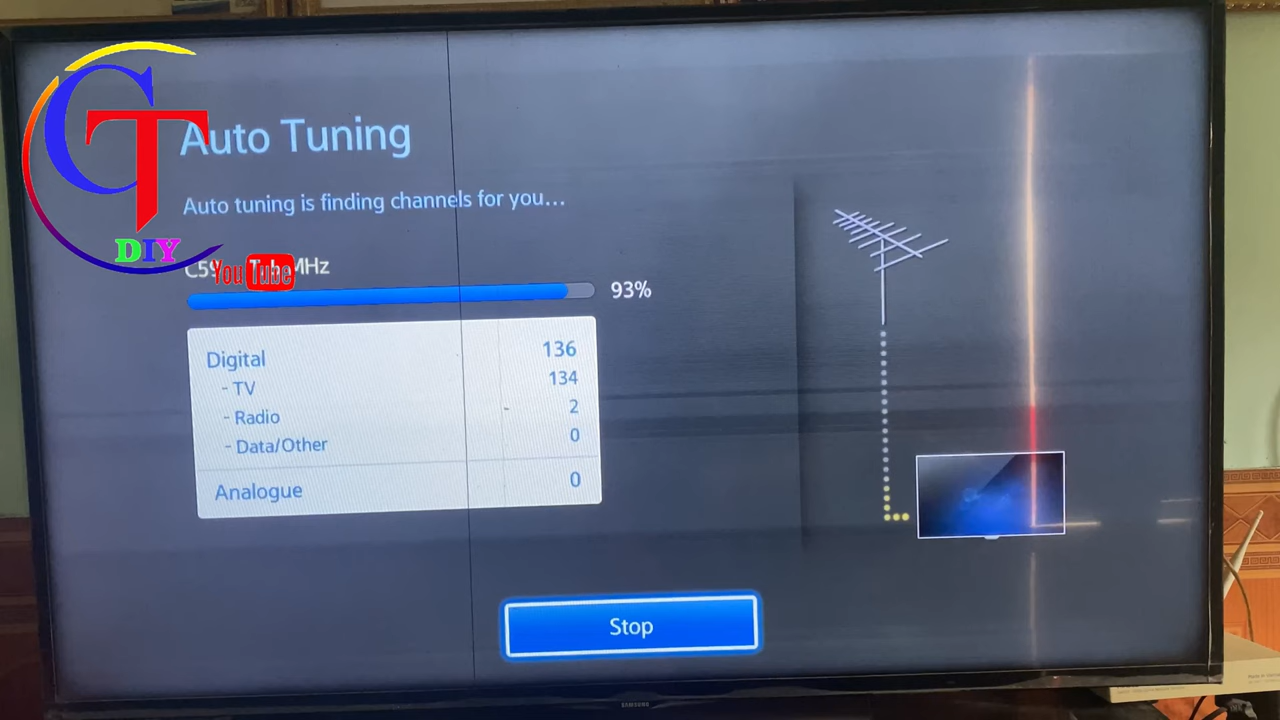 CT
DIY
YouTube
Auto Tuning
Auto tuning is finding channels for you...
MHz
93%
Digital 136
- TV 134
- Radio 2
- Data/Other 0
Analogue 0
Stop
SAMSUNG